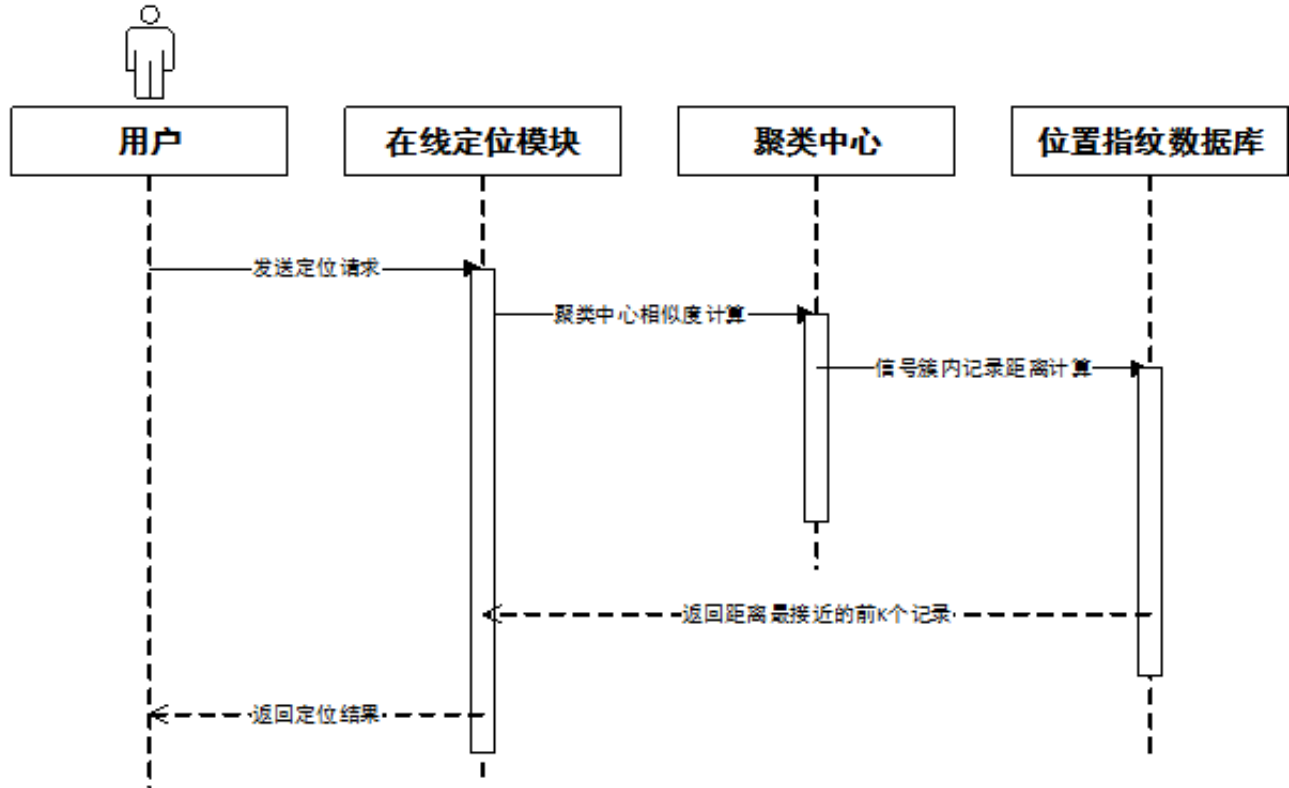 用户
在线定位模块
聚类中心
位置指纹数据库
发送定位请求
聚类中心相似度计算
信号簇内记录距离计算
返回距离最接近的前K个记录
返回定位结果